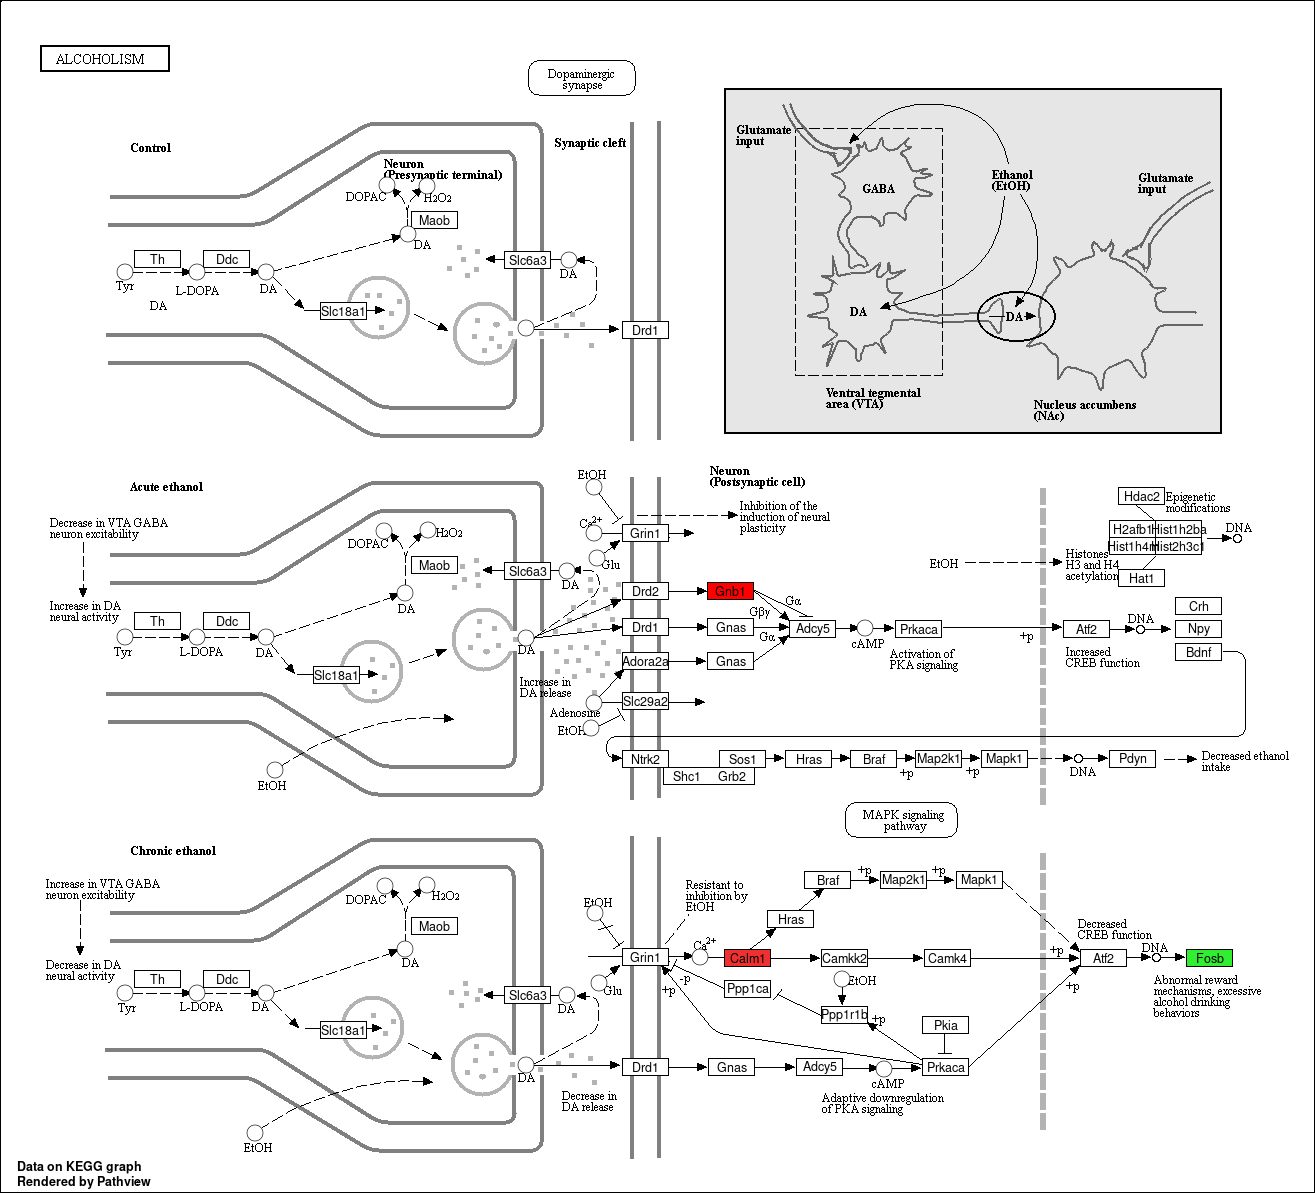 ALCOHOLISM
Dopaminergic
synapse
Control
Neuron
(Presynaptic terminal)
Synaptic cleft
DOPAC
H2O2
Maob
DA
Th
Ddc
Slc6a3
DA
Tyr
L-DOPA
DA
DA
Slc18a1
Drd1
Glutamate
input
GABA
Ethanol
(EtOH)
Glutamate
input
DA
DA
Ventral tegmental
area (VTA)
Nucleus accumbens
(NAc)
Acute ethanol
Decrease in VTA GABA
neuron excitability
Increase in DA
neural activity
DOPAC
H2O2
Maob
DA
Th
Ddc
Tyr
L-DOPA
DA
Slc18a1
Slc6a3
DA
DA
EtOH
EtOH
Ca2+
Glu
Grin1
Neuron
(Postsynaptic cell)
Inhibition of the
induction of neural
plasticity
Drd2
Gnb1
Gα
Gβγ
Drd1
Gnas
Gα
Adora2a
Gnas
Adcy5
cAMP
Prkaca
Activation of
PKA signaling
+p
Increase in
DA release
Adenosine
EtOH
Slc29a2
EtOH
Histones
H3 and H4
acetylation
Hdac2
Epigenetic
modifications
H2afb1
Hist1h2ba
Hist1h4m
Hist2h3c1
Hat1
DNA
Atf2
Increased
CREB function
DNA
Crh
Npy
Bdnf
Ntrk2
Shc1
Grb2
Sos1
Hras
Braf
+p
Map2k1
+p
Mapk1
DNA
Pdyn
Decreased ethanol
intake
MAPK signaling
pathway
Chronic ethanol
Increase in VTA GABA
neuron excitability
Decrease in DA
neural activity
DOPAC
H2O2
Maob
DA
Th
Ddc
Tyr
L-DOPA
DA
Slc18a1
Slc6a3
DA
DA
EtOH
EtOH
Glu
Grin1
Resistant to
inhibition by
EtOH
Ca2+
Calm1
Hras
Braf
+p
Map2k1
+p
Mapk1
Camkk2
Camk4
+p
-p
+p
Ppp1ca
EtOH
Ppp1r1b
+p
Pkia
Drd1
Gnas
Adcy5
cAMP
Prkaca
Adaptive downregulation
of PKA signaling
+p
Decrease in
DA release
Decreased
CREB function
Atf2
DNA
Fosb
Abnormal reward
mechanisms, excessive
alcohol drinking
behaviors
Data on KEGG graph
Rendered by Pathview